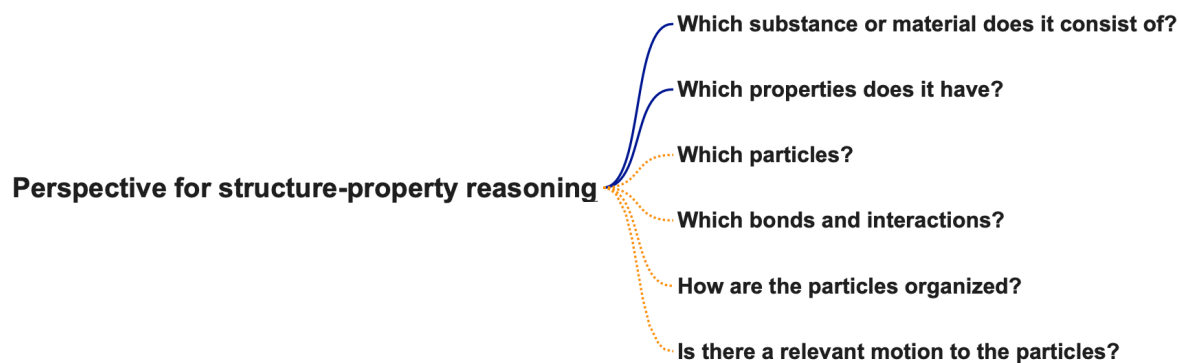 Which substance or material does it consist of?
Which properties does it have?
Which particles?
Perspective for structure-property reasoning
Which bonds and interactions?
How are the particles organized?
Is there a relevant motion to the particles?